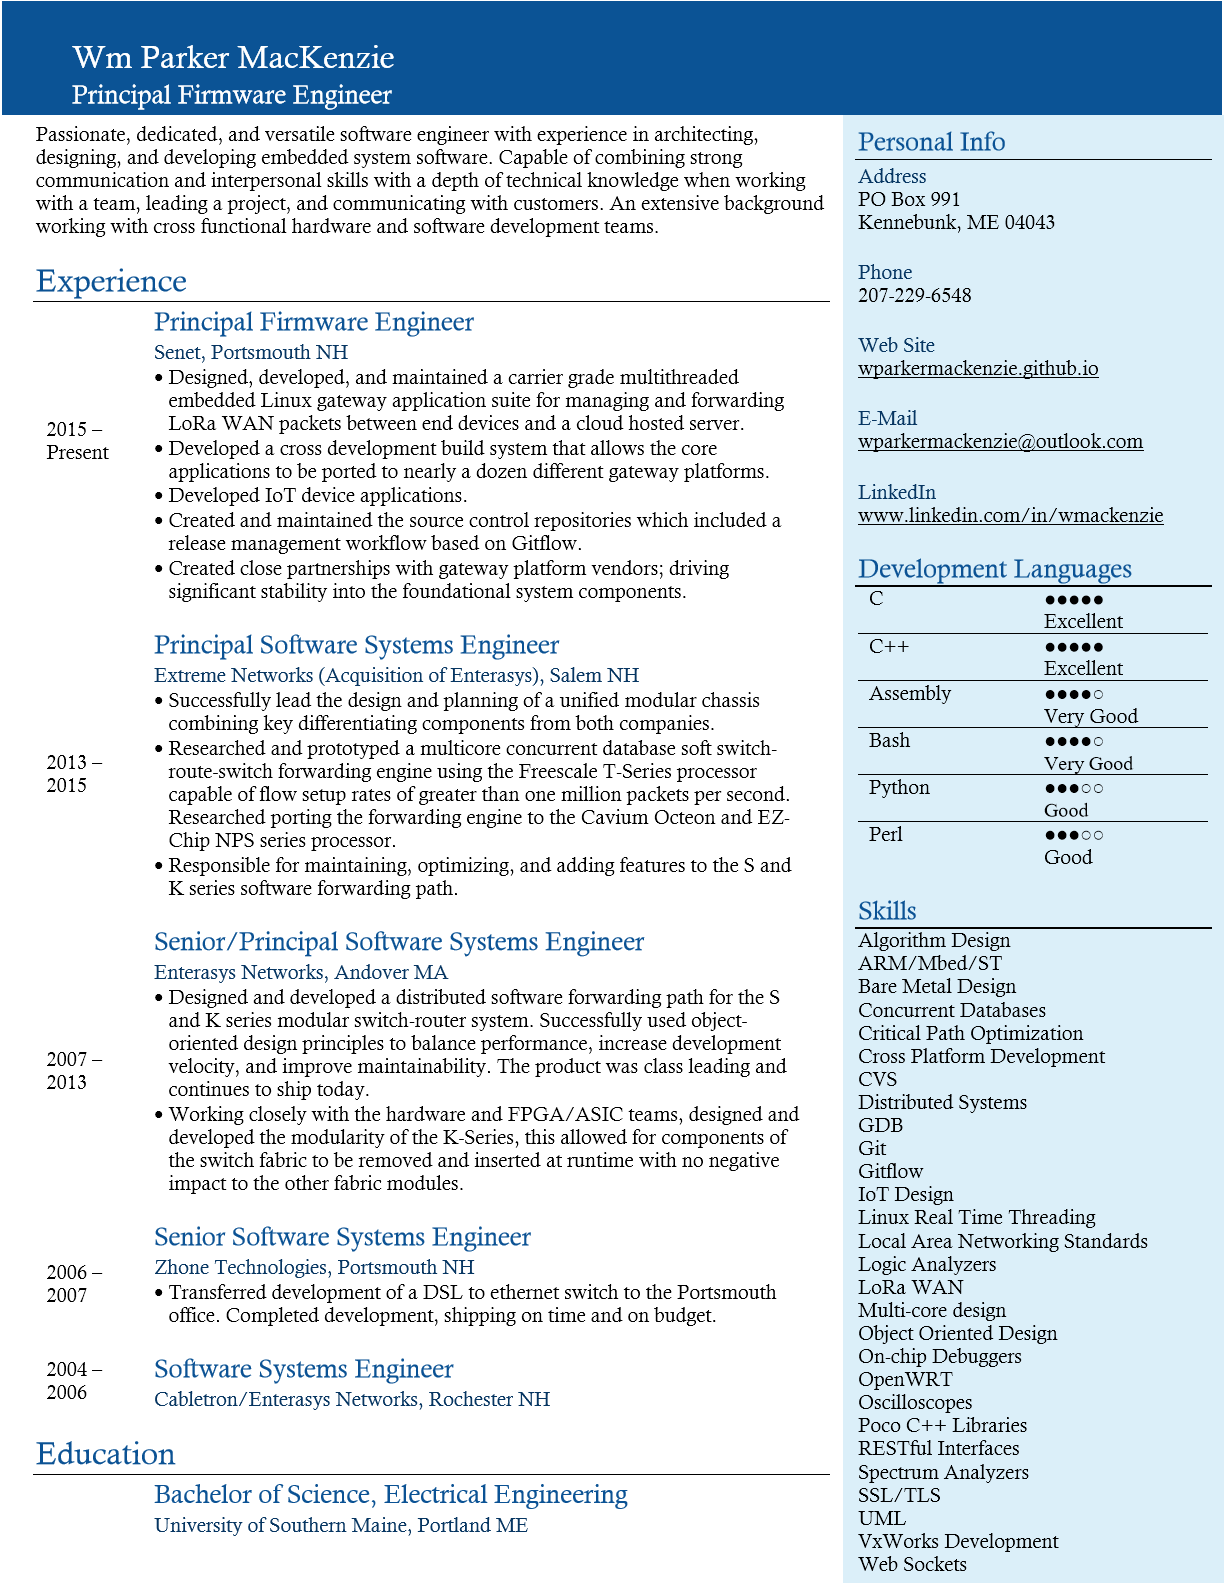 Wm Parker MacKenzie
Principal Firmware Engineer
Passionate, dedicated, and versatile software engineer with experience in architecting,
designing, and developing embedded system software. Capable of combining strong
communication and interpersonal skills with a depth of technical knowledge when working
with a team, leading a project, and communicating with customers. An extensive background
working with cross functional hardware and software development teams.
Experience
2015 –
Present
Principal Firmware Engineer
Senet, Portsmouth NH
• Designed, developed, and maintained a carrier grade multithreaded
embedded Linux gateway application suite for managing and forwarding
LoRa WAN packets between end devices and a cloud hosted server.
• Developed a cross development build system that allows the core
applications to be ported to nearly a dozen different gateway platforms.
• Developed IoT device applications.
• Created and maintained the source control repositories which included a
release management workflow based on Gitflow.
• Created close partnerships with gateway platform vendors; driving
significant stability into the foundational system components.
2013 –
2015
Principal Software Systems Engineer
Extreme Networks (Acquisition of Enterasys), Salem NH
• Successfully lead the design and planning of a unified modular chassis
combining key differentiating components from both companies.
• Researched and prototyped a multicore concurrent database soft switch-
route-switch forwarding engine using the Freescale T-Series processor
capable of flow setup rates of greater than one million packets per second.
Researched porting the forwarding engine to the Cavium Octeon and EZ-
Chip NPS series processor.
• Responsible for maintaining, optimizing, and adding features to the S and
K series software forwarding path.
2007 –
2013
Senior/Principal Software Systems Engineer
Enterasys Networks, Andover MA
• Designed and developed a distributed software forwarding path for the S
and K series modular switch-router system. Successfully used object-
oriented design principles to balance performance, increase development
velocity, and improve maintainability. The product was class leading and
continues to ship today.
• Working closely with the hardware and FPGA/ASIC teams, designed and
developed the modularity of the K-Series, this allowed for components of
the switch fabric to be removed and inserted at runtime with no negative
impact to the other fabric modules.
2006 –
2007
Senior Software Systems Engineer
Zhone Technologies, Portsmouth NH
• Transferred development of a DSL to ethernet switch to the Portsmouth
office. Completed development, shipping on time and on budget.
2004 –
2006
Software Systems Engineer
Cabletron/Enterasys Networks, Rochester NH
Education
Bachelor of Science, Electrical Engineering
University of Southern Maine, Portland ME
Personal Info
Address
PO Box 991
Kennebunk, ME 04043
Phone
207-229-6548
Web Site
wparkermackenzie.github.io
E-Mail
wparkermackenzie@outlook.com
LinkedIn
www.linkedin.com/in/wmackenzie
Development Languages
C ●●●●●
Excellent
C++ ●●●●●
Excellent
Assembly ●●●●○
Very Good
Bash ●●●●○
Very Good
Python ●●●○○
Good
Perl ●●●○○
Good
Skills
Algorithm Design
ARM/Mbed/ST
Bare Metal Design
Concurrent Databases
Critical Path Optimization
Cross Platform Development
CVS
Distributed Systems
GDB
Git
Gitflow
IoT Design
Linux Real Time Threading
Local Area Networking Standards
Logic Analyzers
LoRa WAN
Multi-core design
Object Oriented Design
On-chip Debuggers
OpenWRT
Oscilloscopes
Poco C++ Libraries
RESTful Interfaces
Spectrum Analyzers
SSL/TLS
UML
VxWorks Development
Web Sockets